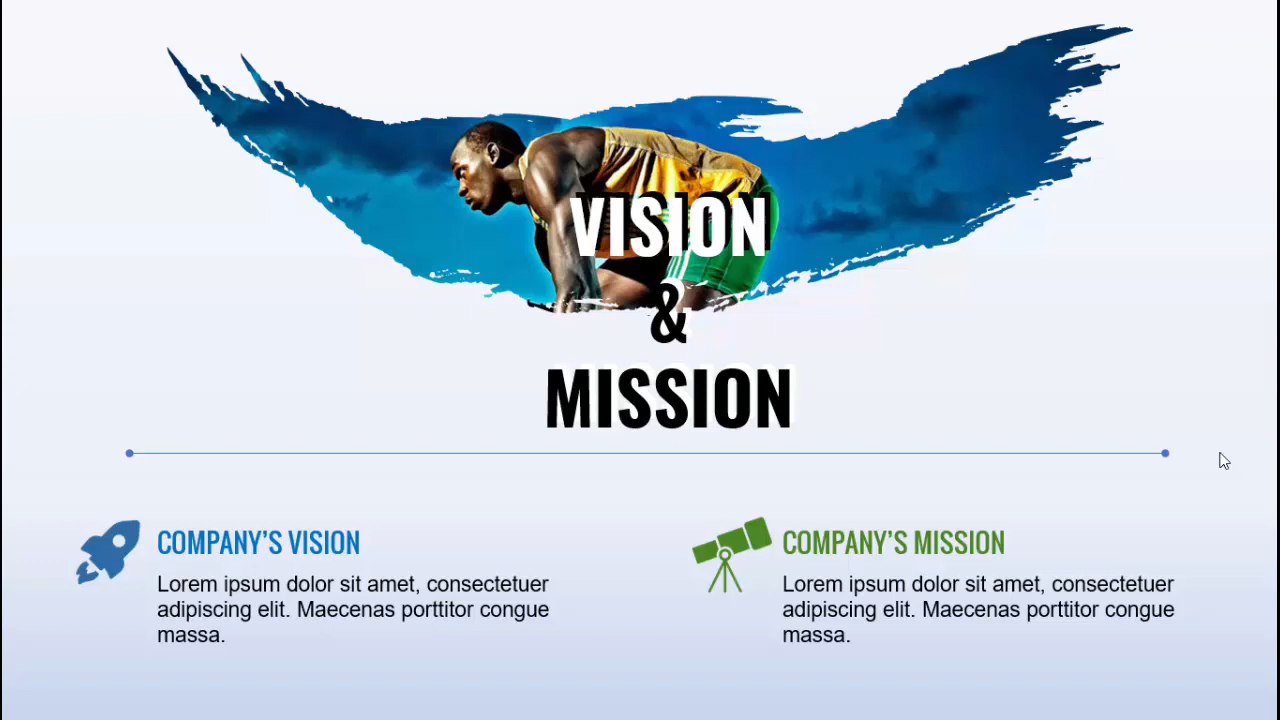 VISION
&
MISSION
COMPANY’S VISION
Lorem ipsum dolor sit amet, consectetuer
adipiscing elit. Maecenas porttitor congue
massa.
COMPANY’S MISSION
Lorem ipsum dolor sit amet, consectetuer
adipiscing elit. Maecenas porttitor congue
massa.